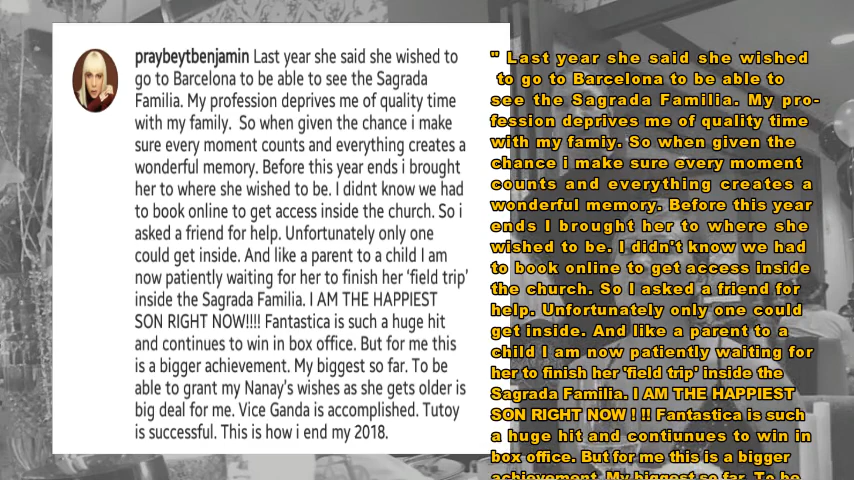 praybeytbenjamin Last year she said she wished to
go to Barcelona to be able to see the Sagrada
Familia. My profession deprives me of quality time
with my family.  So when given the chance i make
sure every moment counts and everything creates a
wonderful memory. Before this year ends i brought
her to where she wished to be. I didnt know we had
to book online to get access inside the church. So i
asked a friend for help. Unfortunately only one
could get inside. And like a parent to a child I am
now patiently waiting for her to finish her ‘field trip’
inside the Sagrada Familia. I AM THE HAPPIEST
SON RIGHT NOW!!!! Fantastica is such a huge hit
and continues to win in box office. But for me this
is a bigger achievement. My biggest so far. To be
able to grant my Nanay’s wishes as she gets older is
big deal for me. Vice Ganda is accomplished. Tutoy
is successful. This is how i end my 2018.
" Last year she said she wished
to go to Barcelona to be able to
see the Sagrada Familia. My pro-
fession deprives me of quality time
with my famiy. So when given the
chance i make sure every moment
counts and everything creates a
wonderful memory. Before this year
ends I brought her to where she
wished to be. I didn't know we had
to book online to get access inside
the church. So I asked a friend for
help. Unfortunately only one could
get inside. And like a parent to a
child I am now patiently waiting for
her to finish her 'field trip' inside the
Sagrada Familia. I AM THE HAPPIEST
SON RIGHT NOW ! !! Fantastica is such
a huge hit and contiunues to win in
box office. But for me this is a bigger
achievement. My biggest so far. To be